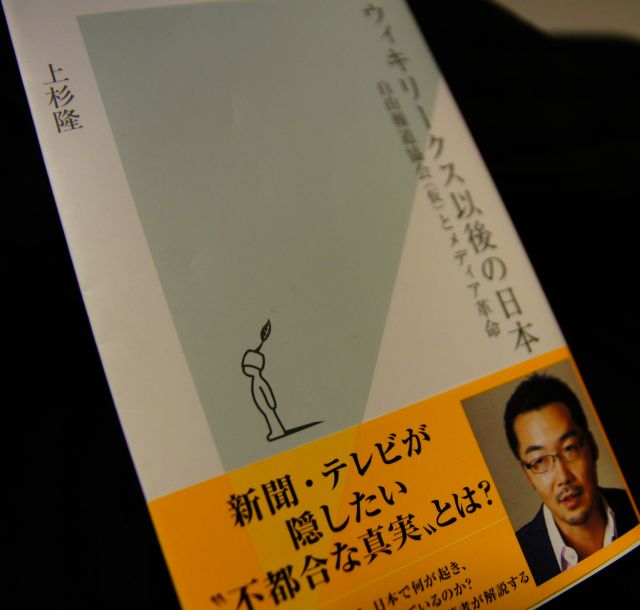 ウィキリークス以後の日本
自由報道協会(仮)とメディア革命
上杉隆
新聞・テレビが
隠したい
“不都合な真実”とは?
日本で何が起き、
いるのか?
者が解説する